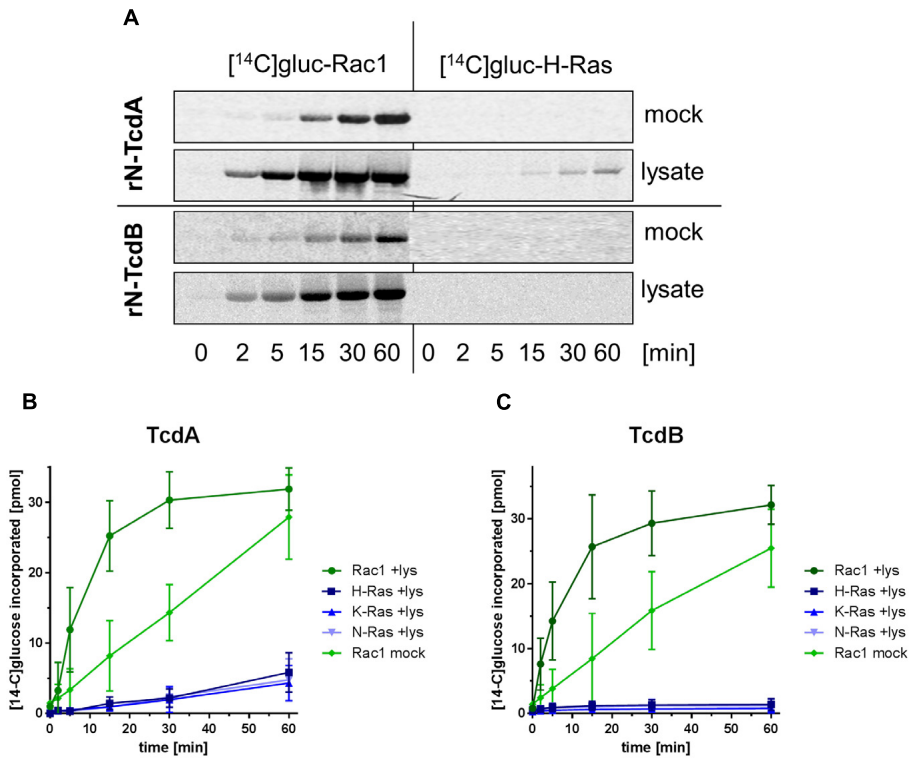 A
[¹⁴C]gluc-Rac1 [¹⁴C]gluc-H-Ras
rN-TcdA
mock
lysate
rN-TcdB
mock
lysate
0 2 5 15 30 60 0 2 5 15 30 60 [min]
B
TcdA
[14-C]glucose incorporated [pmol]
30
20
10
0
0 10 20 30 40 50 60
time [min]
Rac1 +lys
H-Ras +lys
K-Ras +lys
N-Ras +lys
Rac1 mock
C
TcdB
[14-C]glucose incorporated [pmol]
30
20
10
0
0 10 20 30 40 50 60
time [min]
Rac1 +lys
H-Ras +lys
K-Ras +lys
N-Ras +lys
Rac1 mock